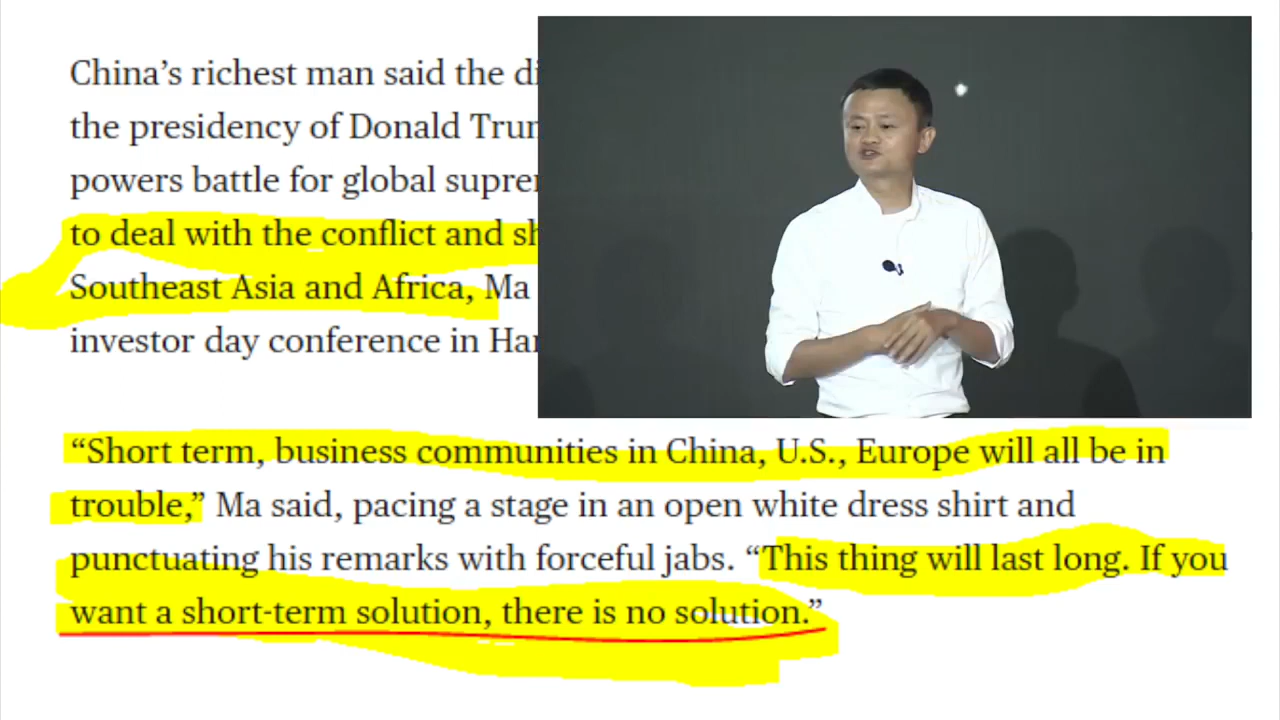 China’s richest man said the di
the presidency of Donald Trum
powers battle for global suprem
to deal with the conflict and sh
Southeast Asia and Africa, Ma
investor day conference in Han
“Short term, business communities in China, U.S., Europe will all be in
trouble,” Ma said, pacing a stage in an open white dress shirt and
punctuating his remarks with forceful jabs. “This thing will last long. If you
want a short-term solution, there is no solution.”